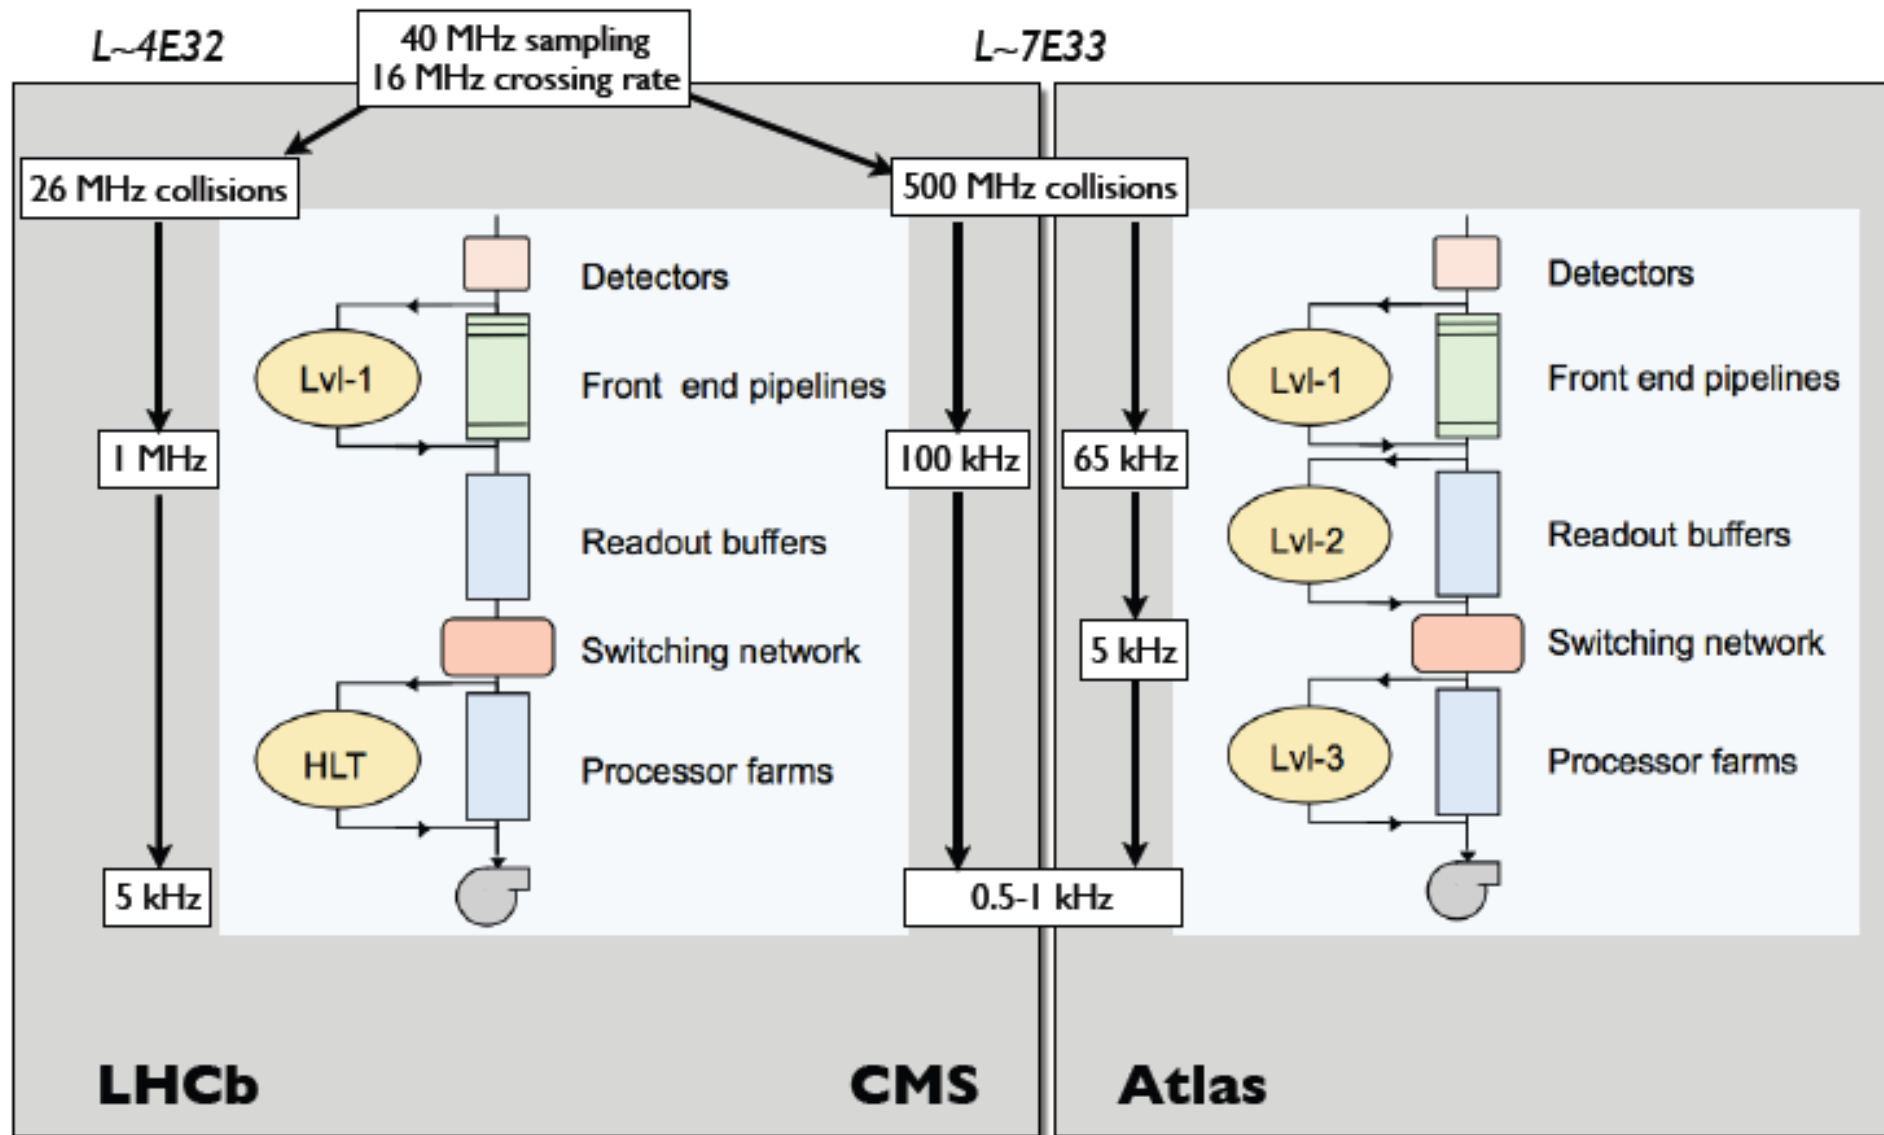 L~4E32
40 MHz sampling
16 MHz crossing rate
L~7E33
26 MHz collisions
500 MHz collisions
Detectors
Lvl-1
Front end pipelines
1 MHz
Readout buffers
Switching network
HLT
Processor farms
5 kHz
100 kHz
65 kHz
5 kHz
0.5-1 kHz
Detectors
Lvl-1
Front end pipelines
Lvl-2
Readout buffers
Switching network
Lvl-3
Processor farms
LHCb
CMS
Atlas